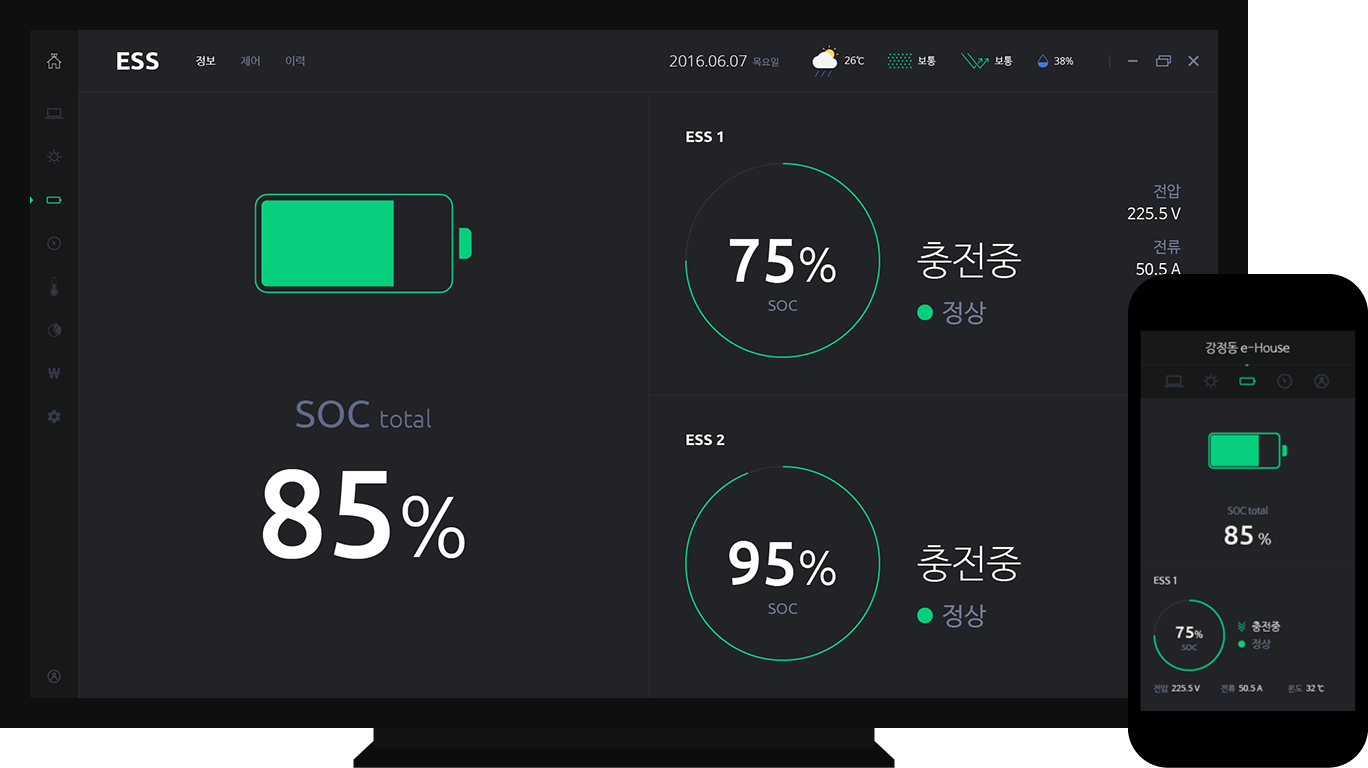 ESS 정보 제어 이력 2016.06.07 목요일 26℃ 보통 보통 38%
W
SOC total
85%
ESS 1
75%
SOC
충전중
정상
전압
225.5 V
전류
50.5 A
ESS 2
95%
SOC
충전중
정상
강정동 e-House
SOC total
85 %
ESS 1
75%
SOC
충전중
정상
전압 225.5 V 전류 50.5 A 온도 32 ℃